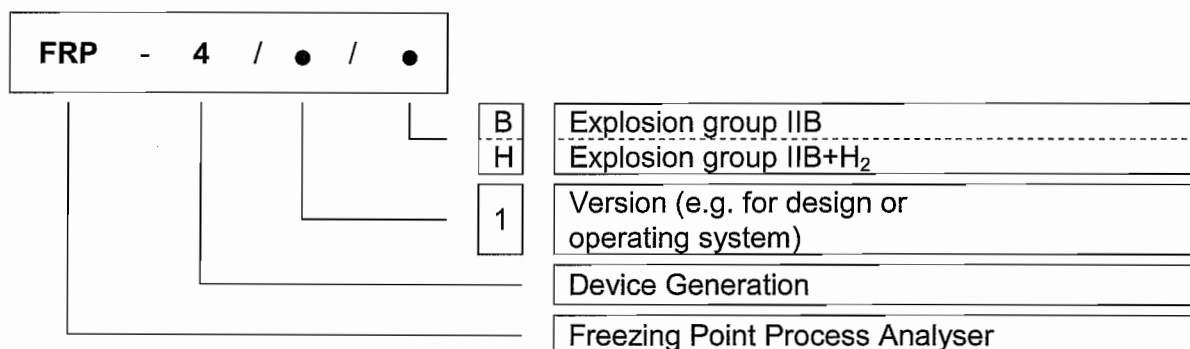 FRP - 4 / ● / ●
B Explosion group IIB
H Explosion group IIB+H₂
1 Version (e.g. for design or
operating system)
Device Generation
Freezing Point Process Analyser